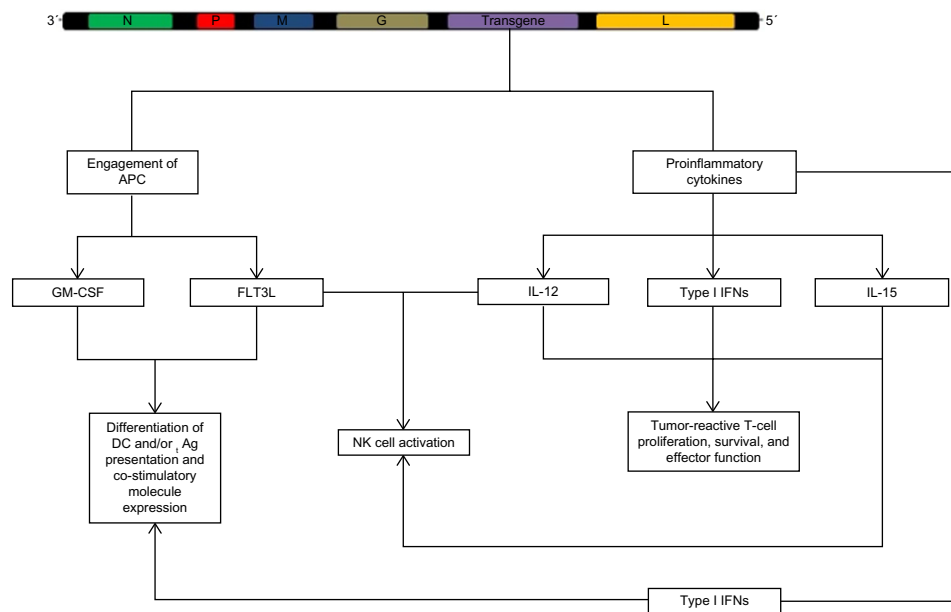 3´ N P M G Transgene L 5´
Engagement of
APC
Proinflammatory
cytokines
GM-CSF
FLT3L
IL-12
Type I IFNs
IL-15
Differentiation of
DC and/or t Ag
presentation and
co-stimulatory
molecule
expression
NK cell activation
Tumor-reactive T-cell
proliferation, survival, and
effector function
Type I IFNs